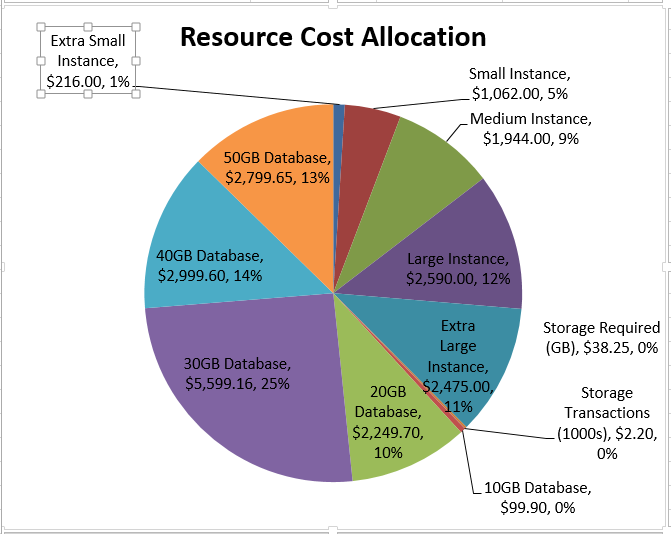 Resource Cost Allocation
Extra Small
Instance,
$216.00, 1%
Small Instance,
$1,062.00, 5%
Medium Instance,
$1,944.00, 9%
Large Instance,
$2,590.00, 12%
Extra
Large
Instance,
$2,475.00,
11%
Storage Required
(GB), $38.25, 0%
Storage
Transactions
(1000s), $2.20,
0%
10GB Database,
$99.90, 0%
20GB
Database,
$2,249.70,
10%
30GB Database,
$5,599.16, 25%
40GB Database,
$2,999.60, 14%
50GB Database,
$2,799.65, 13%